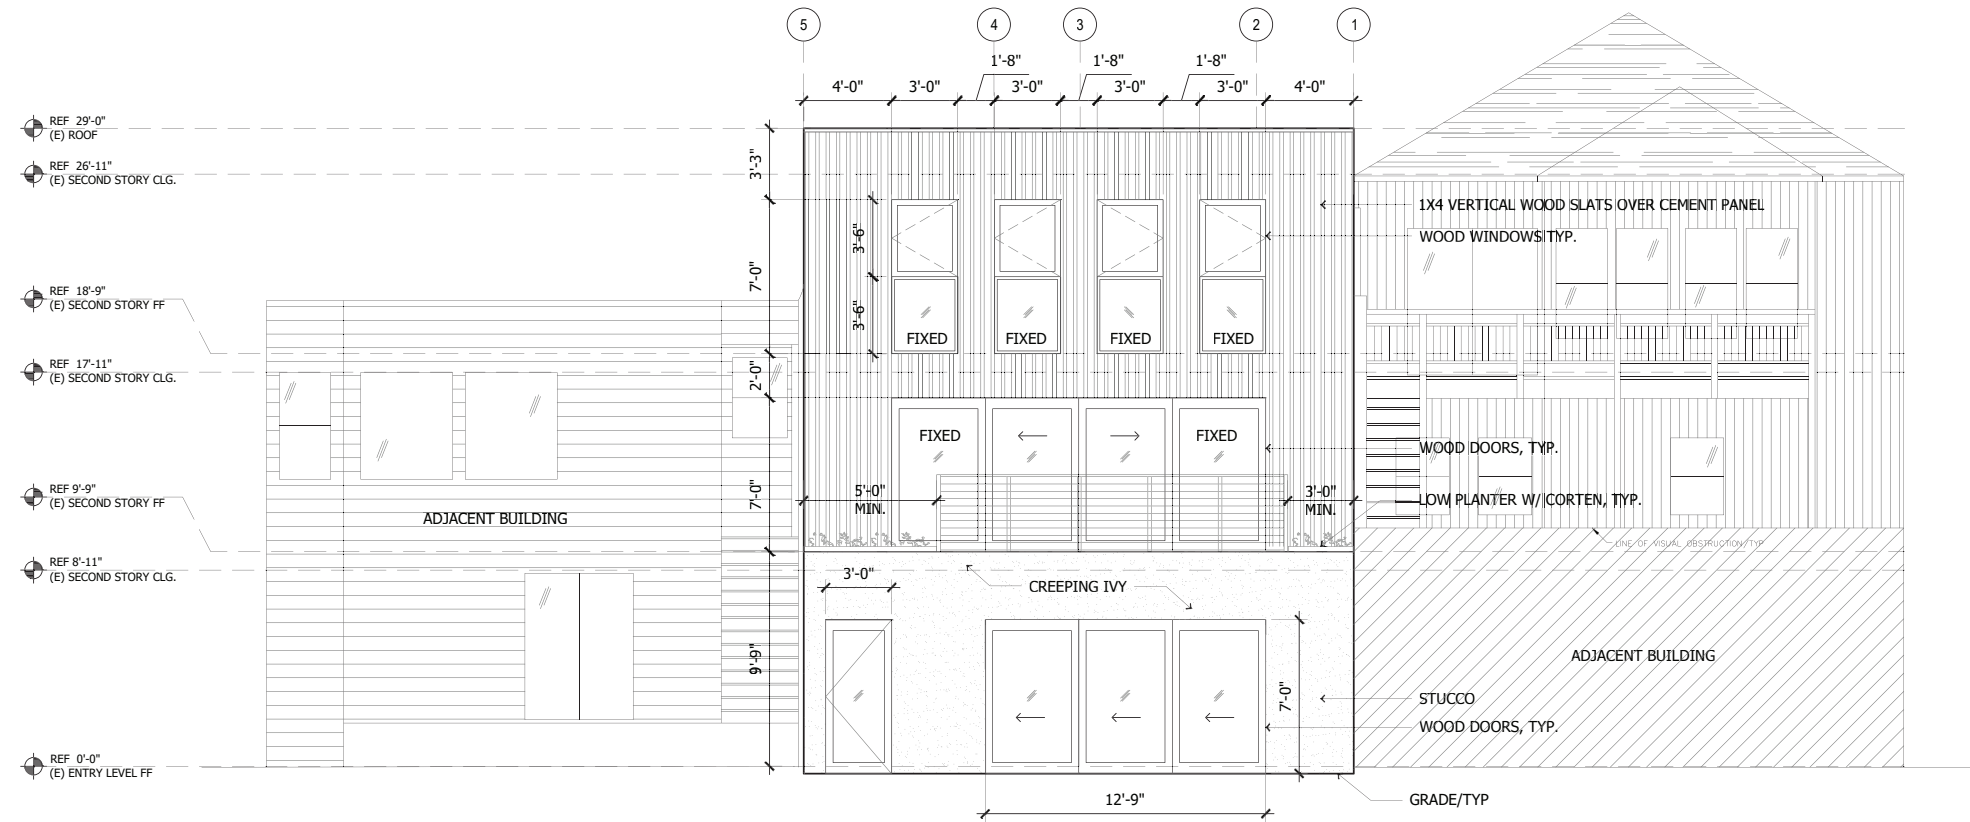 5
4
3
2
1
1'-8"
1'-8"
1'-8"
4'-0"
3'-0"
3'-0"
3'-0"
3'-0"
4'-0"
REF 29'-0"
(E) ROOF
REF 26'-11"
(E) SECOND STORY CLG.
3'-3"
1X4 VERTICAL WOOD SLATS OVER CEMENT PANEL
WOOD WINDOWS TYP.
3'-6"
7'-0"
REF 18'-9"
(E) SECOND STORY FF
3'-6"
FIXED
FIXED
FIXED
FIXED
REF 17'-11"
(E) SECOND STORY CLG.
2'-0"
FIXED
FIXED
WOOD DOORS, TYP.
REF 9'-9"
(E) SECOND STORY FF
7'-0"
5'-0"
MIN.
3'-0"
MIN.
LOW PLANTER W/ CORTEN, TYP.
ADJACENT BUILDING
LINE OF VISUAL OBSTRUCTION/TYP
REF 8'-11"
(E) SECOND STORY CLG.
3'-0"
CREEPING IVY
9'-9"
ADJACENT BUILDING
7'-0"
STUCCO
WOOD DOORS, TYP.
REF 0'-0"
(E) ENTRY LEVEL FF
12'-9"
GRADE/TYP